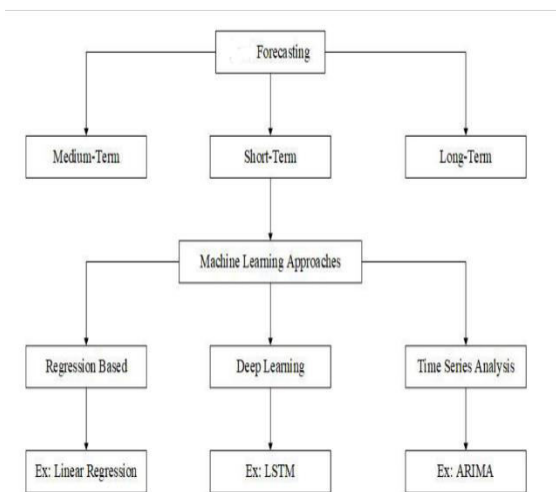 Forecasting
Medium-Term
Short-Term
Long-Term
Machine Learning Approaches
Regression Based
Deep Learning
Time Series Analysis
Ex: Linear Regression
Ex: LSTM
Ex: ARIMA